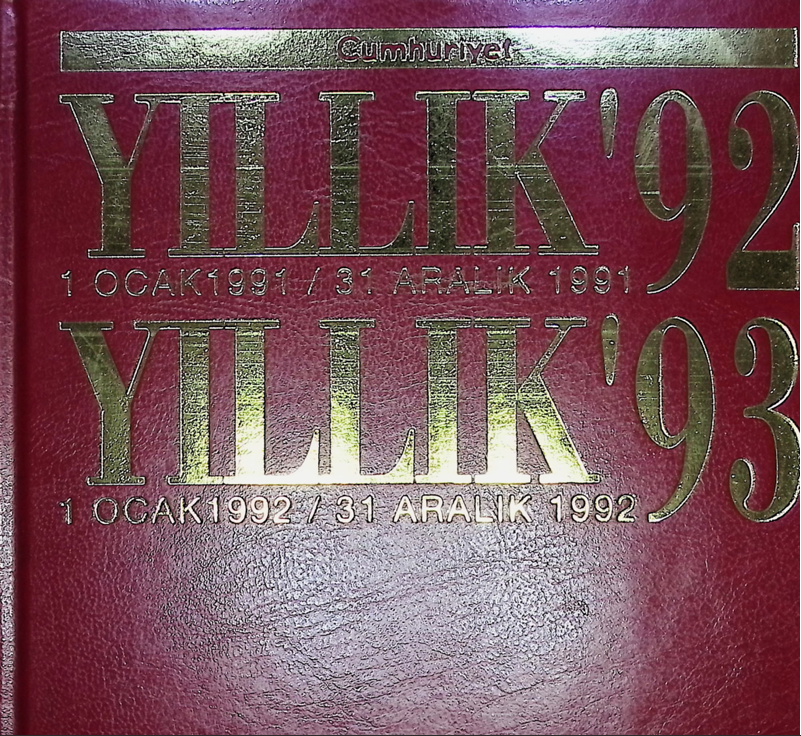 Cumhuriyet
YILLIK'92
1 OCAK1991 / 31 ARALIK 1991
YILLIK'93
1 OCAK1992 / 31 ARALIK 1992